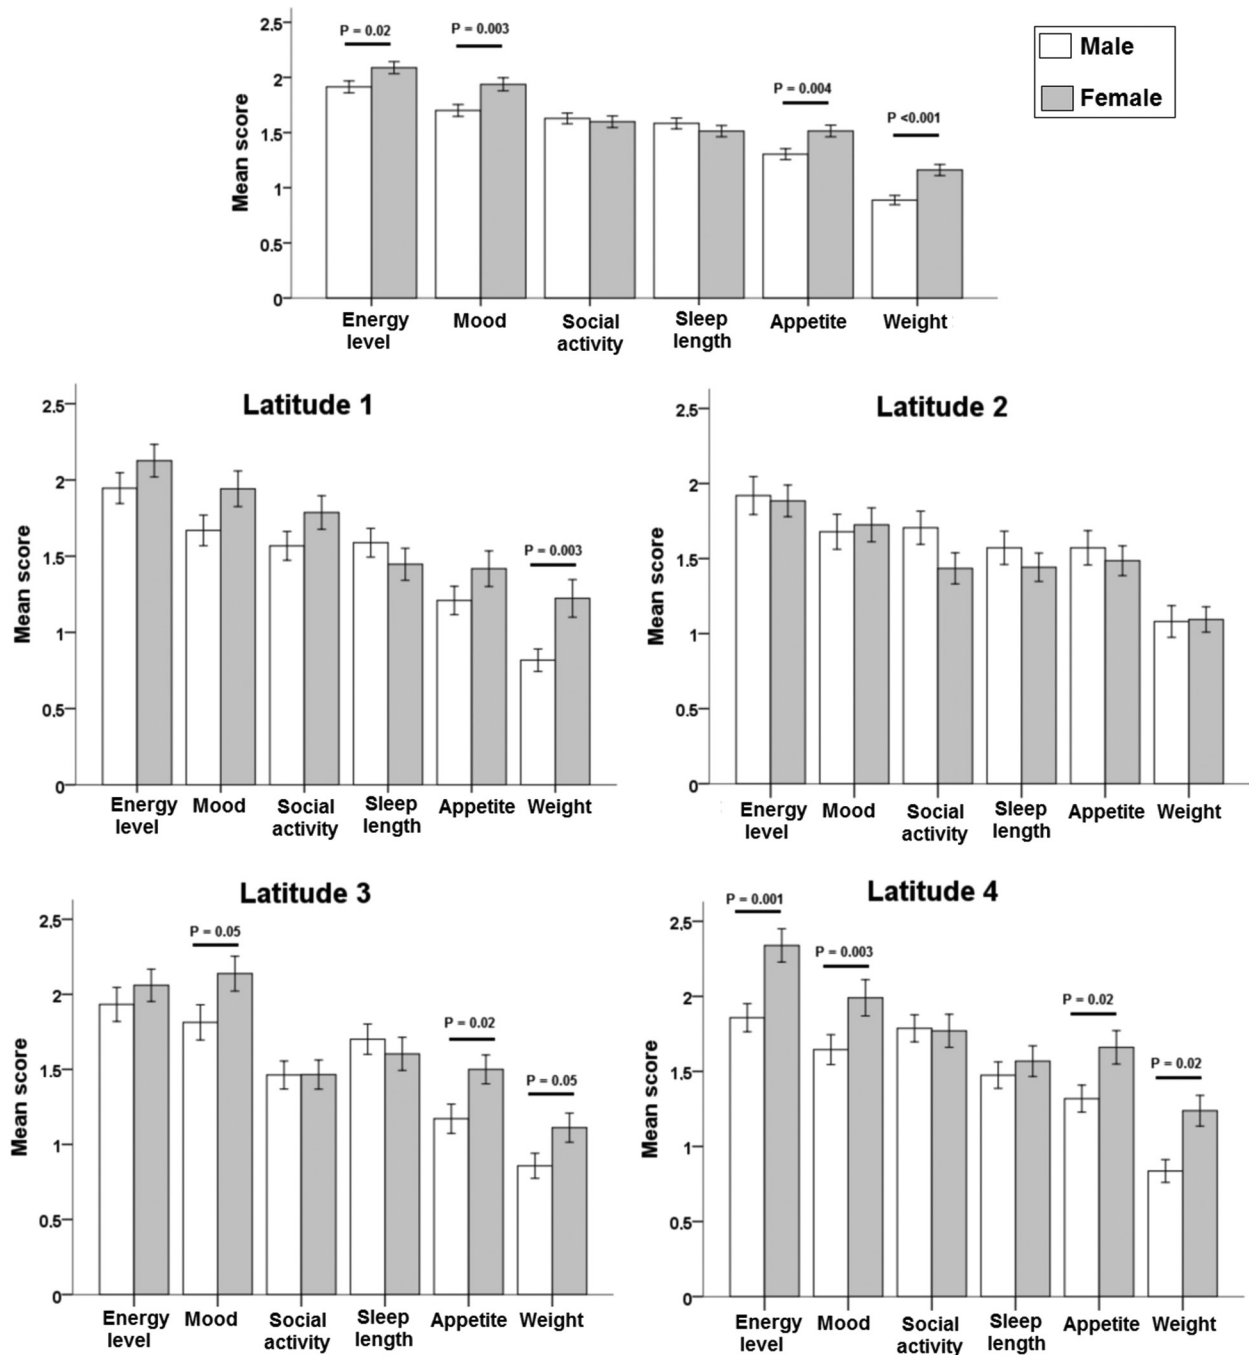 P = 0.02
P = 0.003
P = 0.004
P <0.001
Mean score
2.5
2
1.5
1
0.5
0
Energy level
Mood
Social activity
Sleep length
Appetite
Weight
Male
Female
Latitude 1
P = 0.003
Mean score
2.5
2
1.5
1
0.5
0
Energy level
Mood
Social activity
Sleep length
Appetite
Weight
Latitude 2
Mean score
2.5
2
1.5
1
0.5
0
Energy level
Mood
Social activity
Sleep length
Appetite
Weight
Latitude 3
P = 0.05
P = 0.02
P = 0.05
Mean score
2.5
2
1.5
1
0.5
0
Energy level
Mood
Social activity
Sleep length
Appetite
Weight
Latitude 4
P = 0.001
P = 0.003
P = 0.02
P = 0.02
Mean score
2.5
2
1.5
1
0.5
0
Energy level
Mood
Social activity
Sleep length
Appetite
Weight